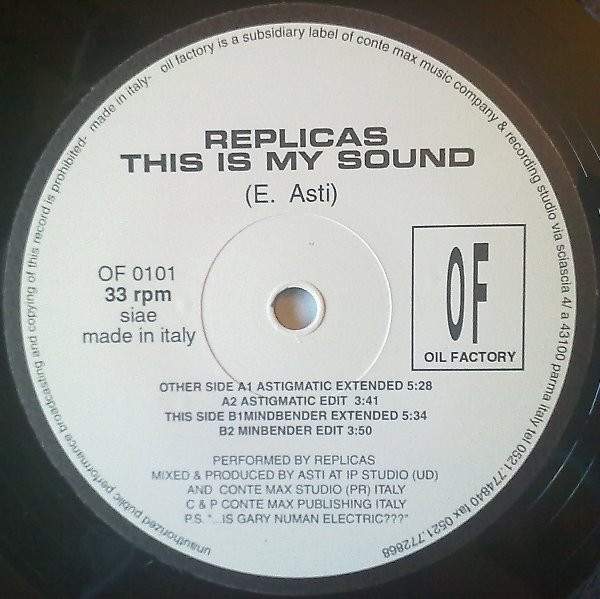 REPLICAS
THIS IS MY SOUND
(E. Asti)
OF 0101
33 rpm
siae
made in italy
OF
OIL FACTORY
OTHER SIDE A1 ASTIGMATIC EXTENDED 5:28
A2 ASTIGMATIC EDIT 3:41
THIS SIDE B1MINDBENDER EXTENDED 5:34
B2 MINBENDER EDIT 3:50
PERFORMED BY REPLICAS
MIXED & PRODUCED BY ASTI AT IP STUDIO (UD)
AND CONTE MAX STUDIO (PR) ITALY
C & P CONTE MAX PUBLISHING ITALY
P.S. "...IS GARY NUMAN ELECTRIC???"
unauthorized public performance broadcasting and copying of this record is prohibited- made in italy- oil factory is a subsidiary label of conte max music company & recording studio via sciascia 4/ a 43100 parma italy tel 0521.774840 fax 0521.772868